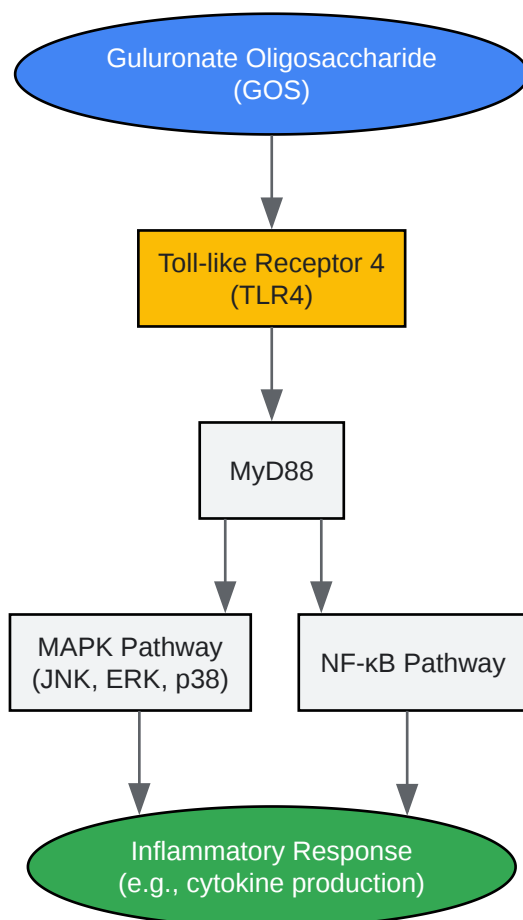 Guluronate Oligosaccharide
(GOS)
Toll-like Receptor 4
(TLR4)
MyD88
MAPK Pathway
(JNK, ERK, p38)
NF-κB Pathway
Inflammatory Response
(e.g., cytokine production)